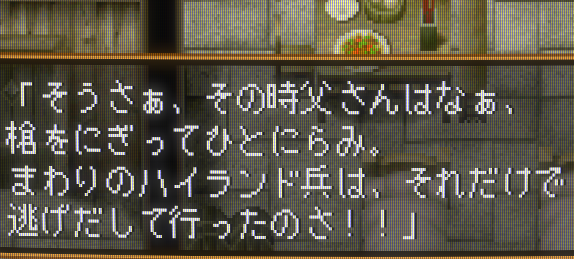 「そうさぁ、その時父さんはなぁ、
槍をにぎってひとにらみ。
まわりのハイランド兵は、それだけで
逃げだして行ったのさ！！」